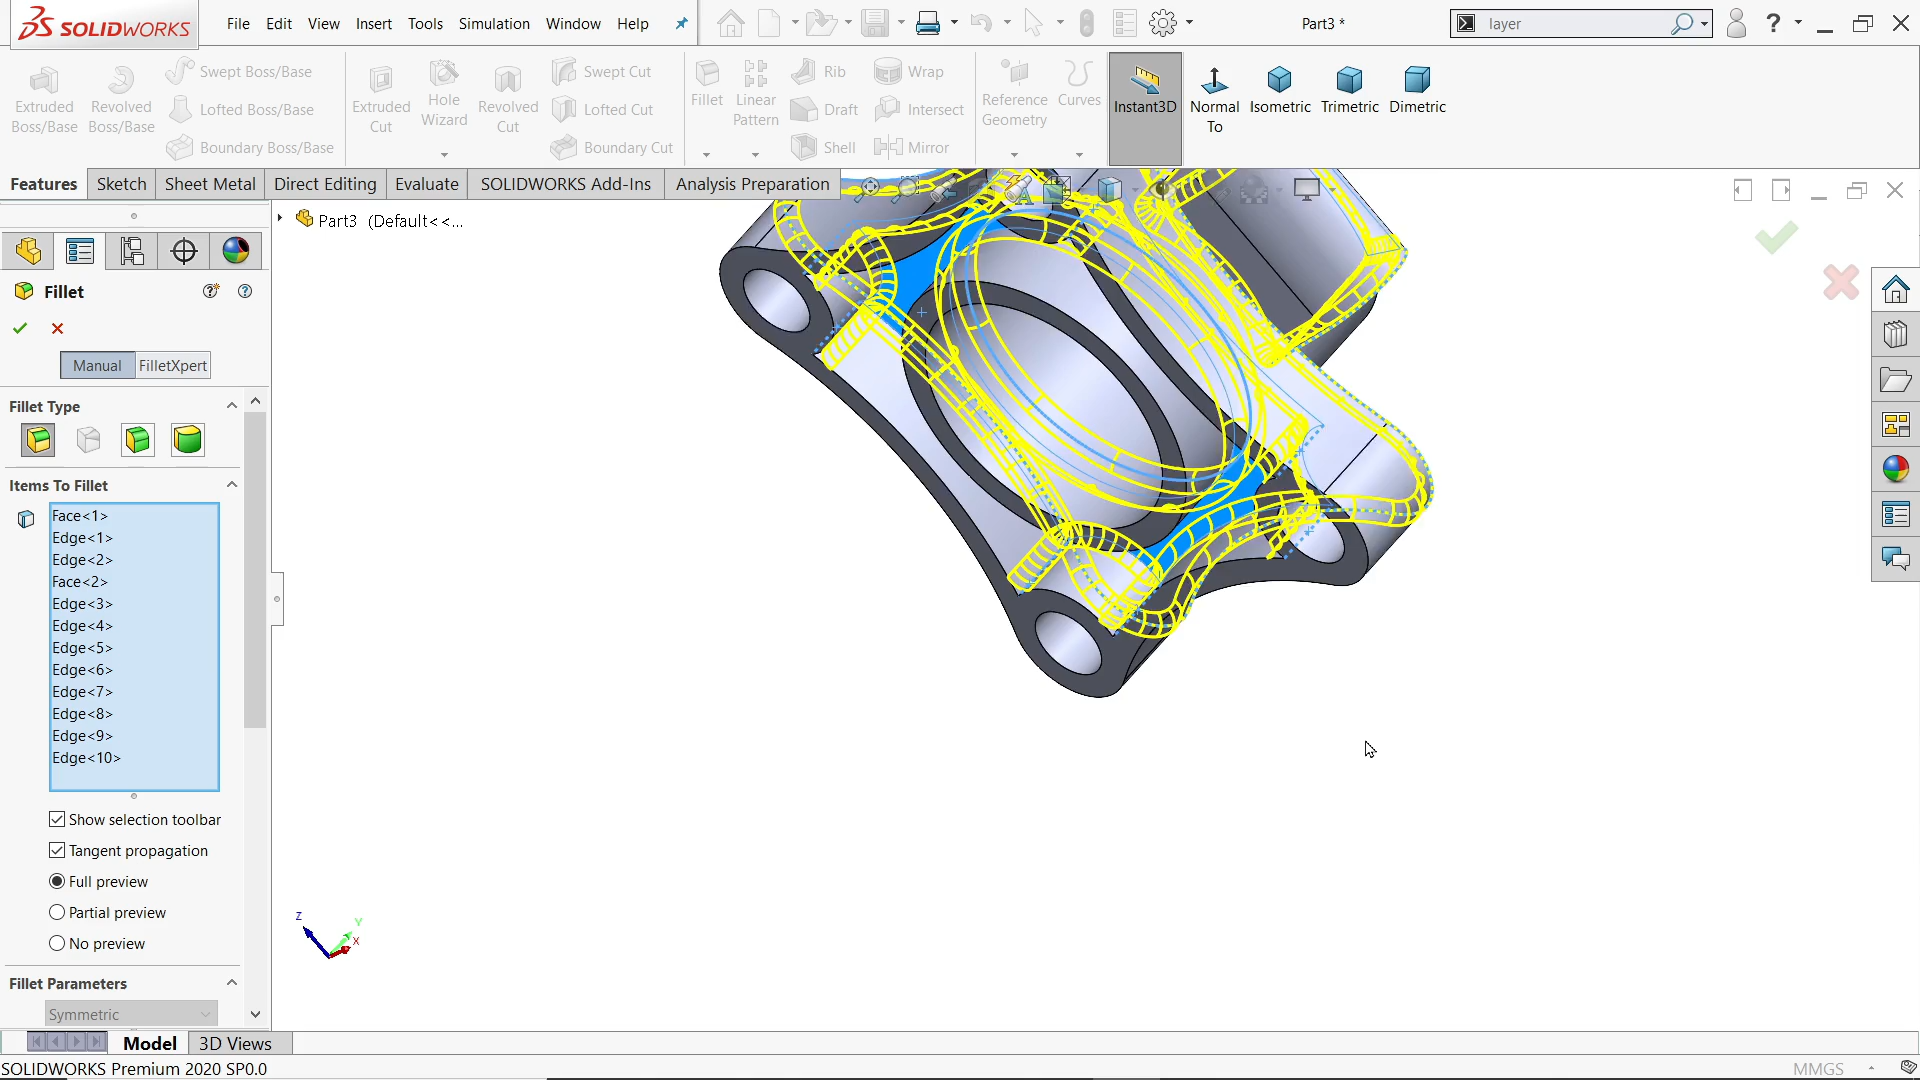 SOLIDWORKS File Edit View Insert Tools Simulation Window Help Part3 * layer ?
Extruded Boss/Base
Revolved Boss/Base
Swept Boss/Base
Lofted Boss/Base
Boundary Boss/Base
Extruded Cut
Hole Wizard
Revolved Cut
Swept Cut
Lofted Cut
Boundary Cut
Fillet
Linear Pattern
Rib
Draft
Shell
Wrap
Intersect
Mirror
Reference Geometry
Curves
Instant3D
Normal To
Isometric
Trimetric
Dimetric
Features Sketch Sheet Metal Direct Editing Evaluate SOLIDWORKS Add-Ins Analysis Preparation
Part3 (Default<<...
Fillet
Manual FilletXpert
Fillet Type
Items To Fillet
Face<1>
Edge<1>
Edge<2>
Face<2>
Edge<3>
Edge<4>
Edge<5>
Edge<6>
Edge<7>
Edge<8>
Edge<9>
Edge<10>
Show selection toolbar
Tangent propagation
Full preview
Partial preview
No preview
Fillet Parameters
Symmetric
Z
Y
X
Model 3D Views
SOLIDWORKS Premium 2020 SP0.0 MMGS